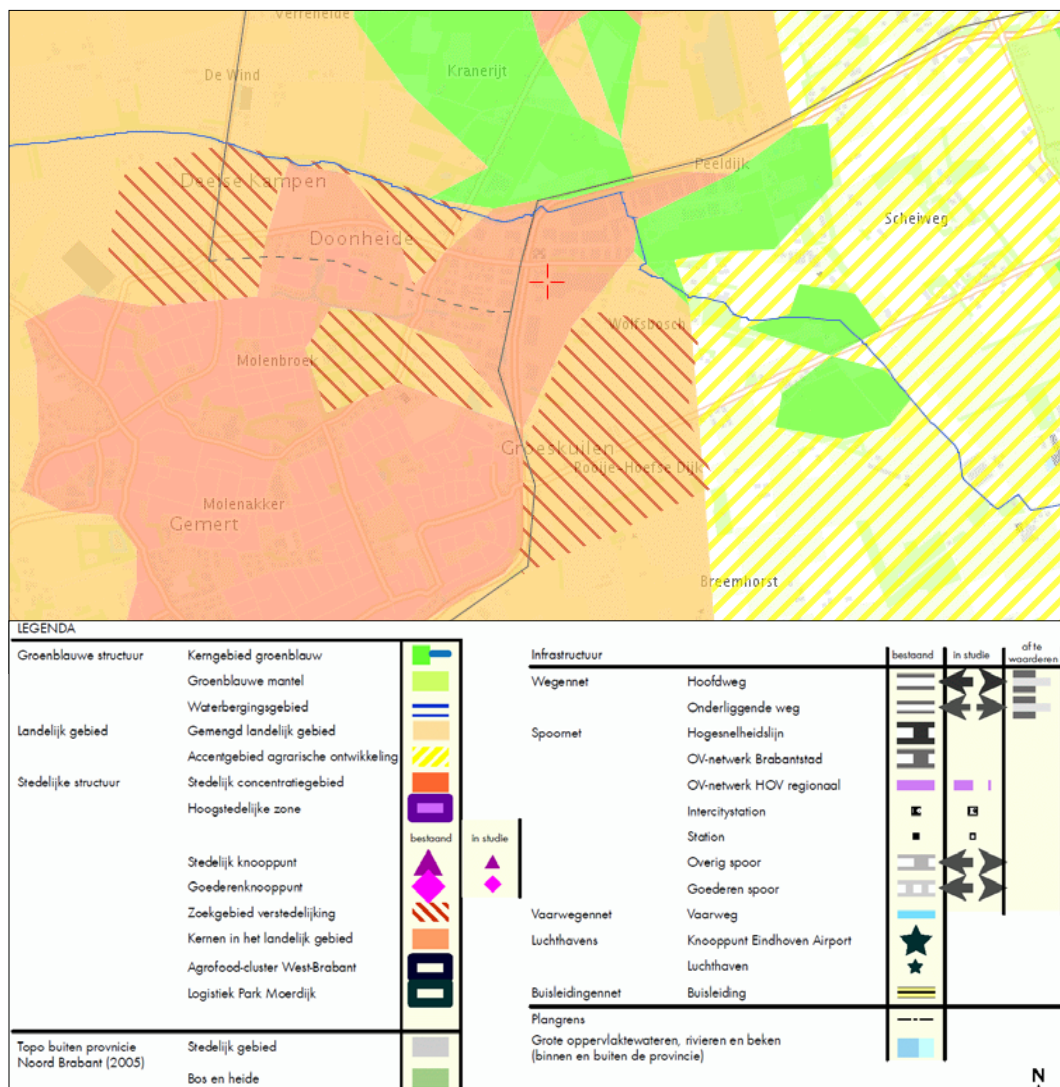 Verreheide
De Wind
Kranerijt
Peeldijk
Deelse Kampen
Doonheide
Scheiweg
Molenbroek
Wolfsbosch
Groeskuilen
Rooije-Hoefse Dijk
Molenakker
Gemert
Breemhorst
LEGENDA
Groenblauwe structuur Kerngebied groenblauw
Groenblauwe mantel
Waterbergingsgebied
Landelijk gebied Gemengd landelijk gebied
Accentgebied agrarische ontwikkeling
Stedelijke structuur Stedelijk concentratiegebied
Hoogstedelijke zone
bestaand in studie
Stedelijk knooppunt
Goederenknooppunt
Zoekgebied verstedelijking
Kernen in het landelijk gebied
Agrofood-cluster West-Brabant
Logistiek Park Moerdijk
Topo buiten provnicie Stedelijk gebied
Noord Brabant (2005)
Bos en heide
Infrastructuur bestaand in studie af te
waarderen
Wegennet Hoofdweg
Onderliggende weg
Spoornet Hogesnelheidslijn
OV-netwerk Brabantstad
OV-netwerk HOV regionaal
Intercitystation
Station
Overig spoor
Goederen spoor
Vaarwegennet Vaarweg
Luchthavens Knooppunt Eindhoven Airport
Luchthaven
Buisleidingennet Buisleiding
Plangrens
Grote oppervlaktewateren, rivieren en beken
(binnen en buiten de provincie)
N